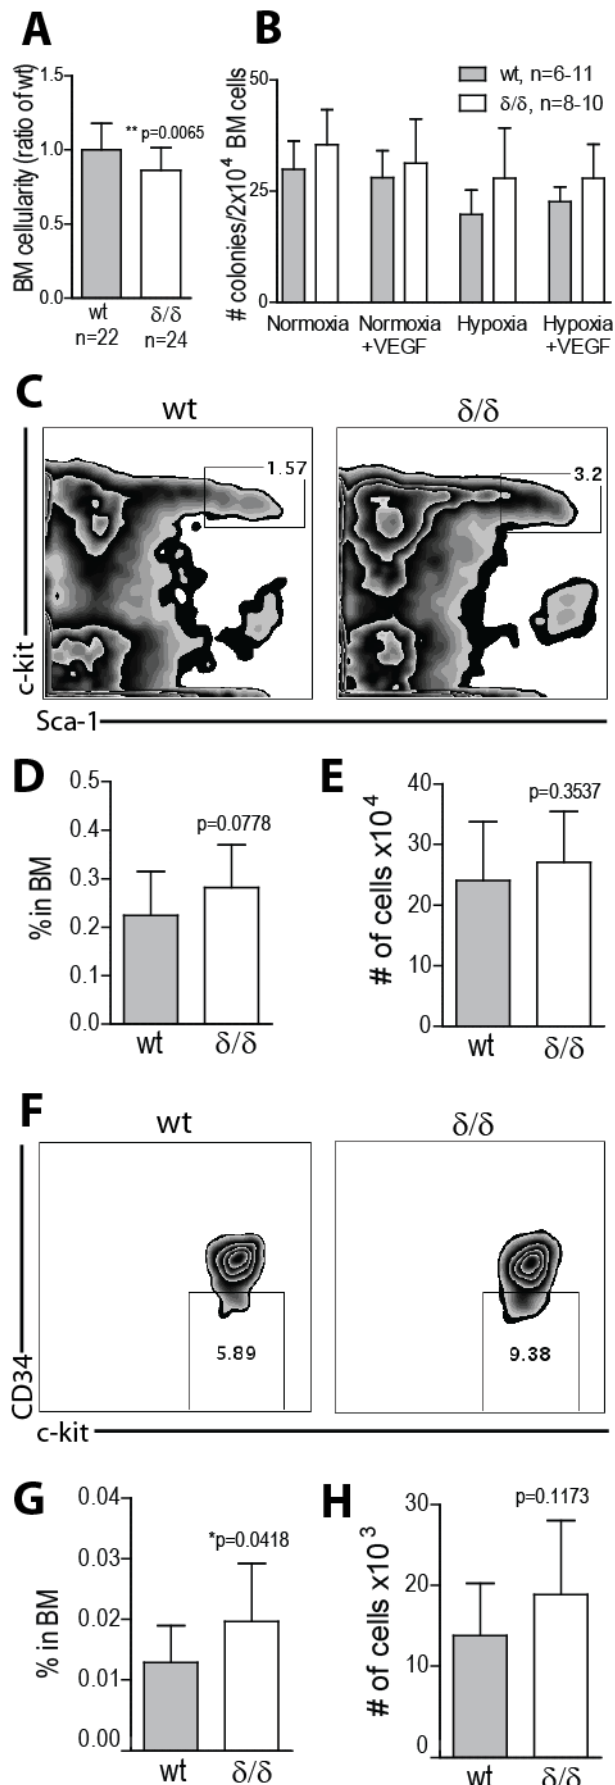 A
BM cellularity (ratio of wt)
1.5
1.0
0.5
0.0
** p=0.0065
wt
n=22
δ/δ
n=24
B
# colonies/2x10⁴ BM cells
50
25
0
wt, n=6-11
δ/δ, n=8-10
Normoxia
Normoxia
+VEGF
Hypoxia
Hypoxia
+VEGF
C
wt
δ/δ
1.57
3.2
c-kit
Sca-1
D
% in BM
0.5
0.4
0.3
0.2
0.1
0.0
p=0.0778
wt
δ/δ
E
# of cells x10⁴
40
30
20
10
0
p=0.3537
wt
δ/δ
F
wt
δ/δ
5.89
9.38
CD34
c-kit
G
% in BM
0.04
0.03
0.02
0.01
0.00
*p=0.0418
wt
δ/δ
H
# of cells x10³
30
20
10
0
p=0.1173
wt
δ/δ